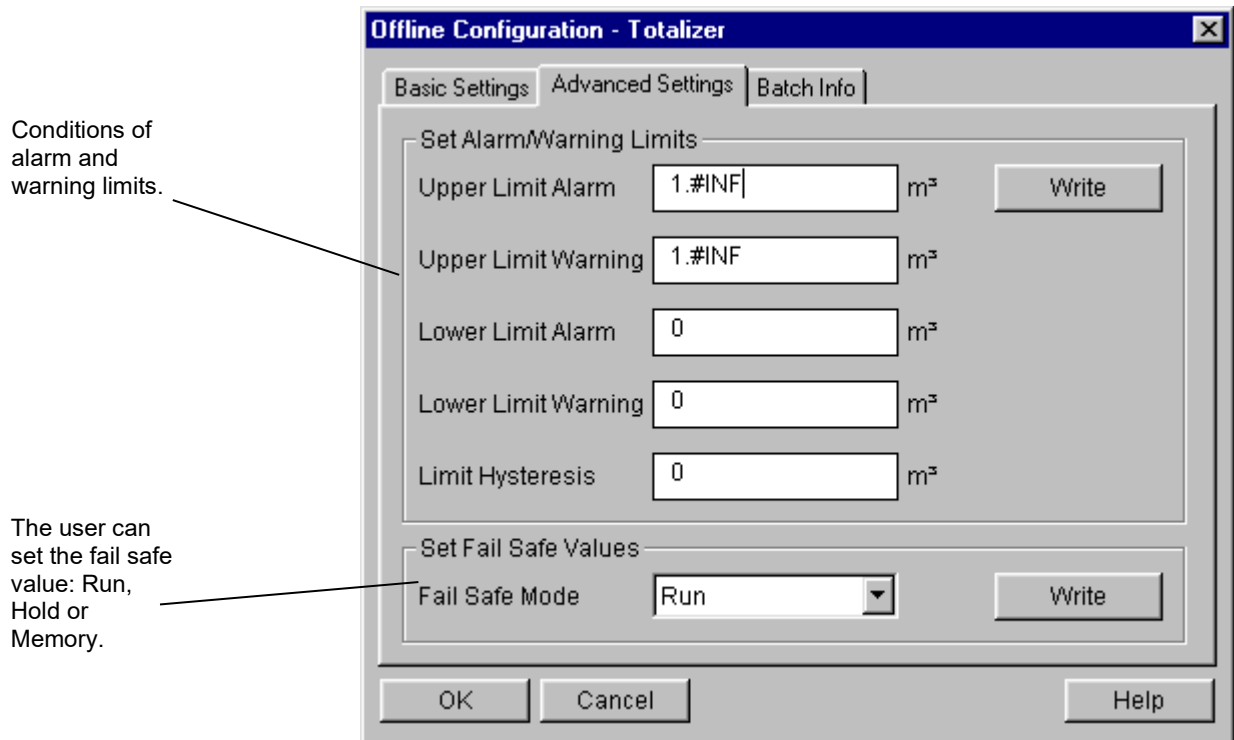 Offline Configuration - Totalizer
Basic Settings Advanced Settings Batch Info
Conditions of
alarm and
warning limits.
Set Alarm/Warning Limits
Upper Limit Alarm 1.#INF m³ Write
Upper Limit Warning 1.#INF m³
Lower Limit Alarm 0 m³
Lower Limit Warning 0 m³
Limit Hysteresis 0 m³
The user can
set the fail safe
value: Run,
Hold or
Memory.
Set Fail Safe Values
Fail Safe Mode Run Write
OK Cancel Help